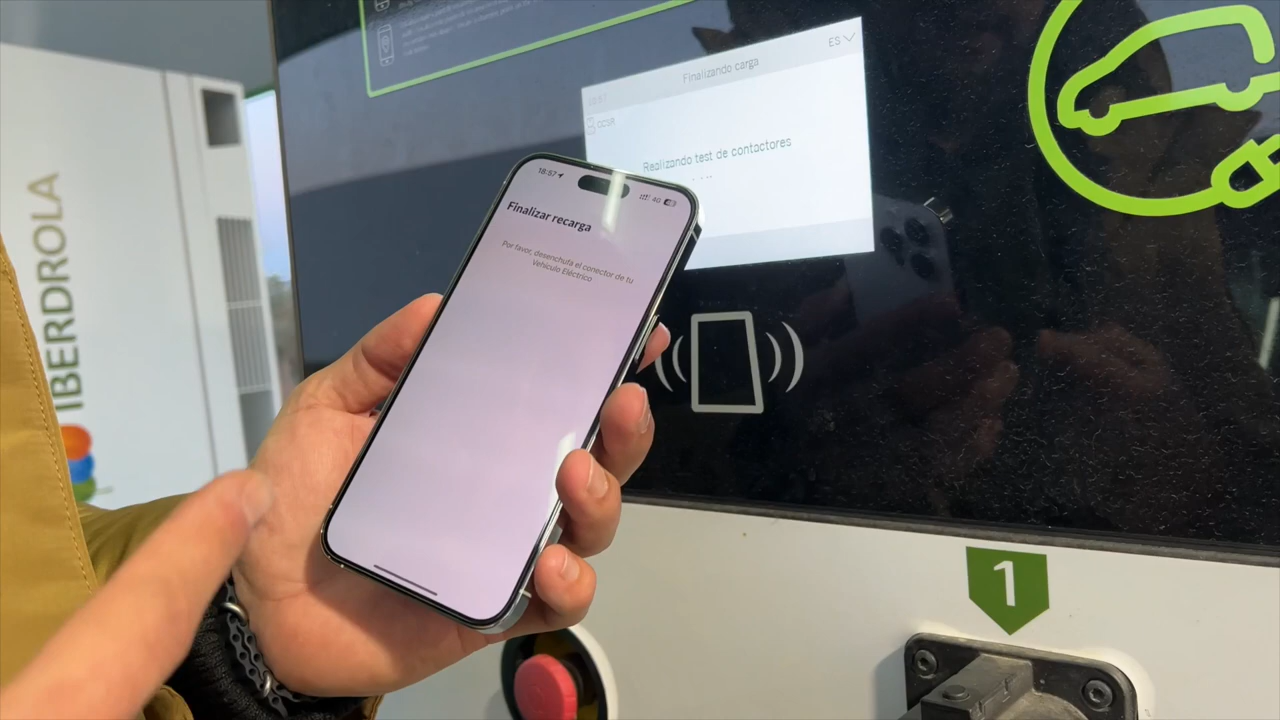 ES
Finalizando carga
Realizando test de contactores
18:57
4G
Finalizar recarga
Por favor, desenchufa el conector de tu
Vehículo Eléctrico
IBERDROLA
1